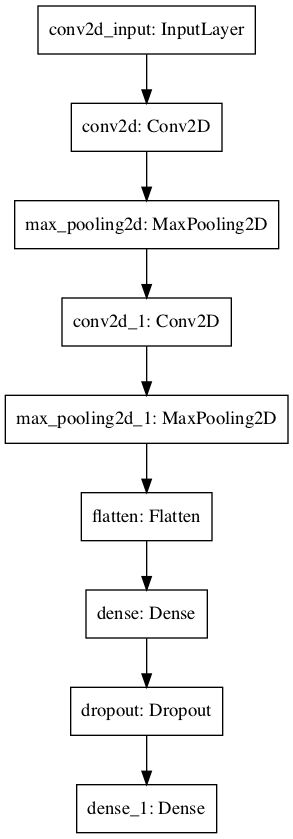 conv2d_input: InputLayer
conv2d: Conv2D
max_pooling2d: MaxPooling2D
conv2d_1: Conv2D
max_pooling2d_1: MaxPooling2D
flatten: Flatten
dense: Dense
dropout: Dropout
dense_1: Dense